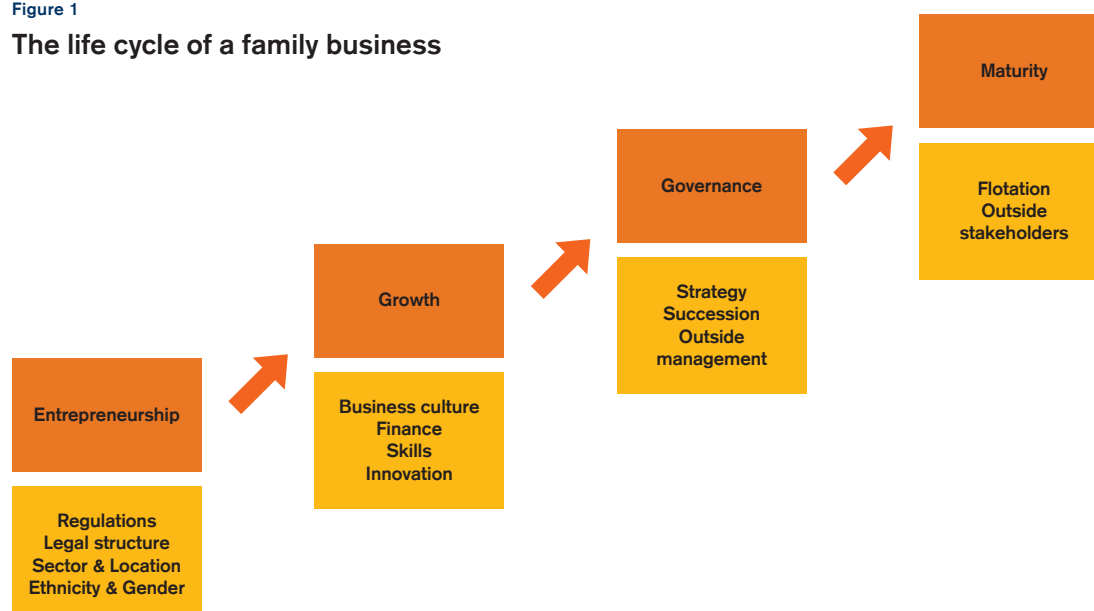 Figure 1
The life cycle of a family business
Entrepreneurship
Regulations
Legal structure
Sector & Location
Ethnicity & Gender
Growth
Business culture
Finance
Skills
Innovation
Governance
Strategy
Succession
Outside
management
Maturity
Flotation
Outside
stakeholders